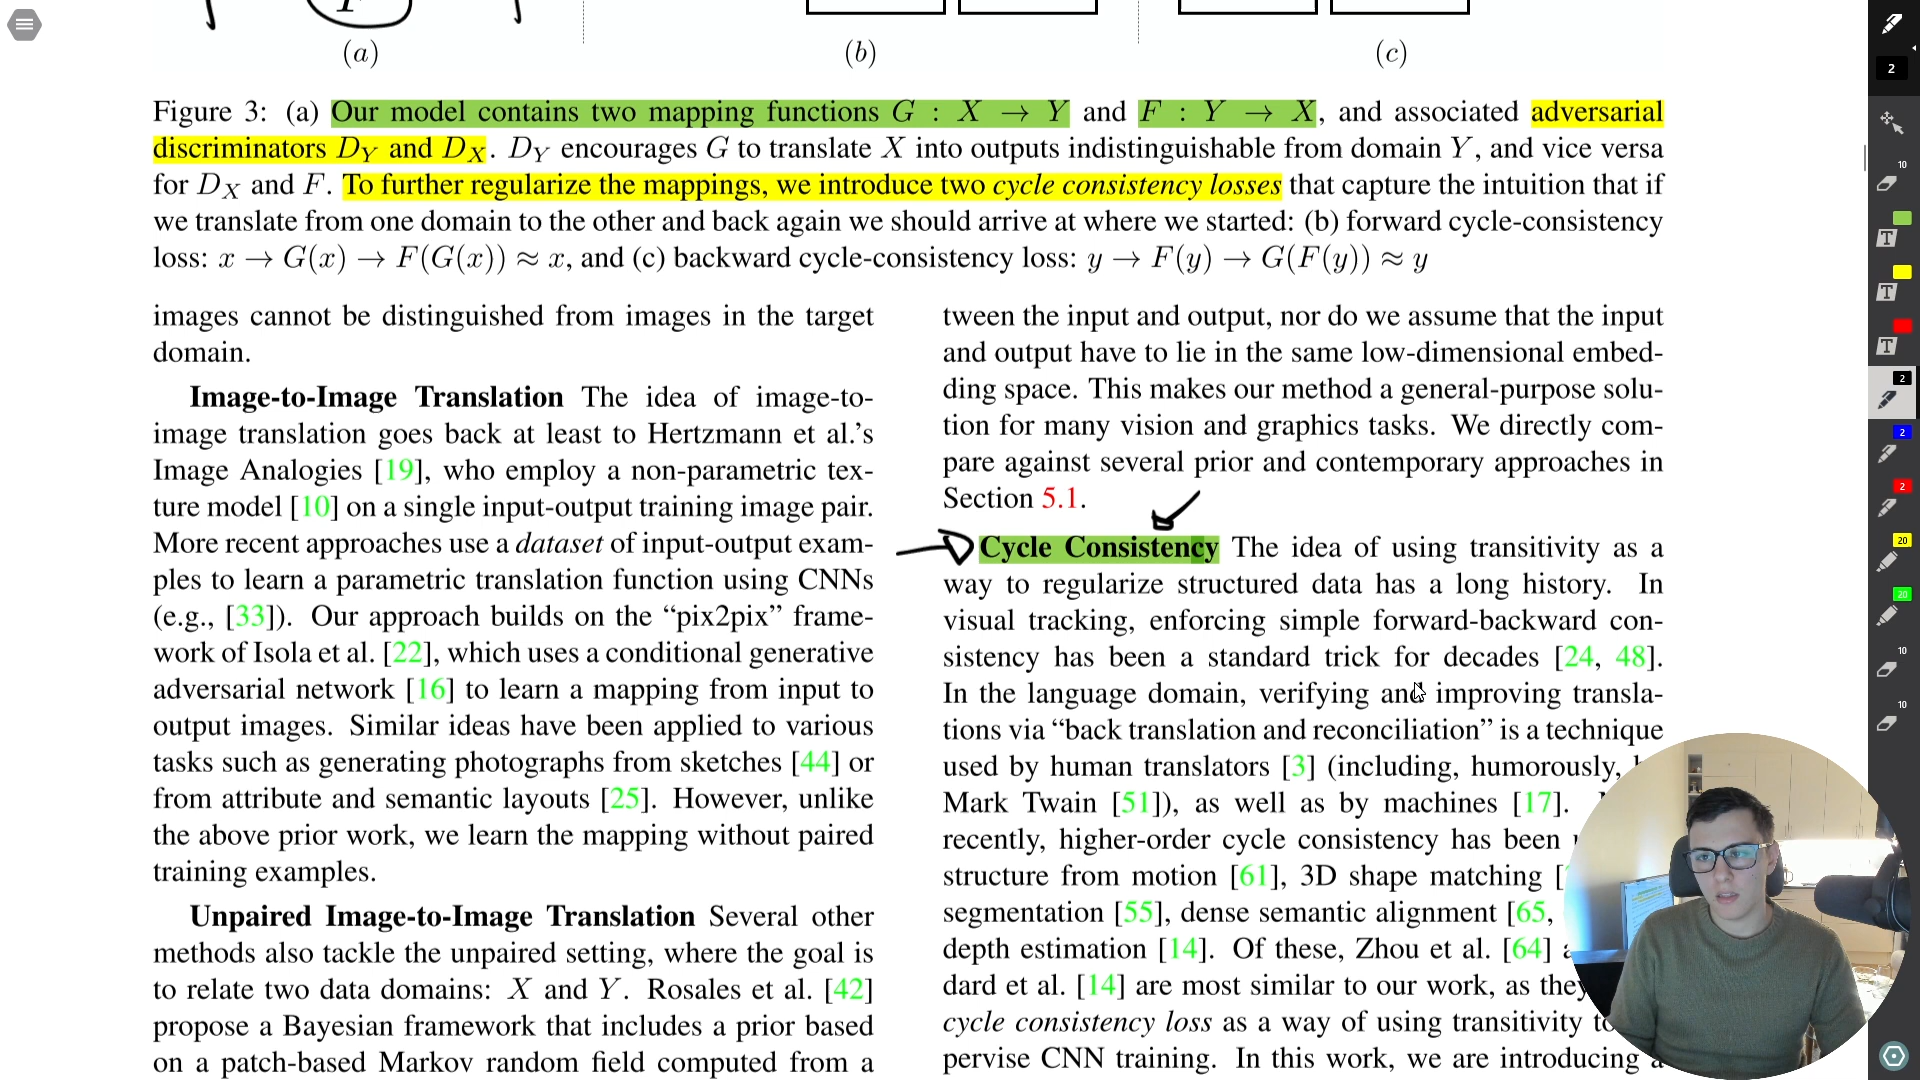 F
(a)
(b)
(c)
Figure 3: (a) Our model contains two mapping functions G : X → Y and F : Y → X, and associated adversarial
discriminators D_Y and D_X. D_Y encourages G to translate X into outputs indistinguishable from domain Y, and vice versa
for D_X and F. To further regularize the mappings, we introduce two cycle consistency losses that capture the intuition that if
we translate from one domain to the other and back again we should arrive at where we started: (b) forward cycle-consistency
loss: x → G(x) → F(G(x)) ≈ x, and (c) backward cycle-consistency loss: y → F(y) → G(F(y)) ≈ y
images cannot be distinguished from images in the target
domain.
Image-to-Image Translation The idea of image-to-
image translation goes back at least to Hertzmann et al.'s
Image Analogies [19], who employ a non-parametric tex-
ture model [10] on a single input-output training image pair.
More recent approaches use a dataset of input-output exam-
ples to learn a parametric translation function using CNNs
(e.g., [33]). Our approach builds on the “pix2pix” frame-
work of Isola et al. [22], which uses a conditional generative
adversarial network [16] to learn a mapping from input to
output images. Similar ideas have been applied to various
tasks such as generating photographs from sketches [44] or
from attribute and semantic layouts [25]. However, unlike
the above prior work, we learn the mapping without paired
training examples.
Unpaired Image-to-Image Translation Several other
methods also tackle the unpaired setting, where the goal is
to relate two data domains: X and Y. Rosales et al. [42]
propose a Bayesian framework that includes a prior based
on a patch-based Markov random field computed from a
tween the input and output, nor do we assume that the input
and output have to lie in the same low-dimensional embed-
ding space. This makes our method a general-purpose solu-
tion for many vision and graphics tasks. We directly com-
pare against several prior and contemporary approaches in
Section 5.1.
Cycle Consistency The idea of using transitivity as a
way to regularize structured data has a long history. In
visual tracking, enforcing simple forward-backward con-
sistency has been a standard trick for decades [24, 48].
In the language domain, verifying and improving transla-
tions via “back translation and reconciliation” is a technique
used by human translators [3] (including, humorously,
Mark Twain [51]), as well as by machines [17].
recently, higher-order cycle consistency has been
structure from motion [61], 3D shape matching [
segmentation [55], dense semantic alignment [65,
depth estimation [14]. Of these, Zhou et al. [64]
dard et al. [14] are most similar to our work, as they
cycle consistency loss as a way of using transitivity to
pervise CNN training. In this work, we are introducing a
2
10
T
T
T
2
2
2
20
20
10
10